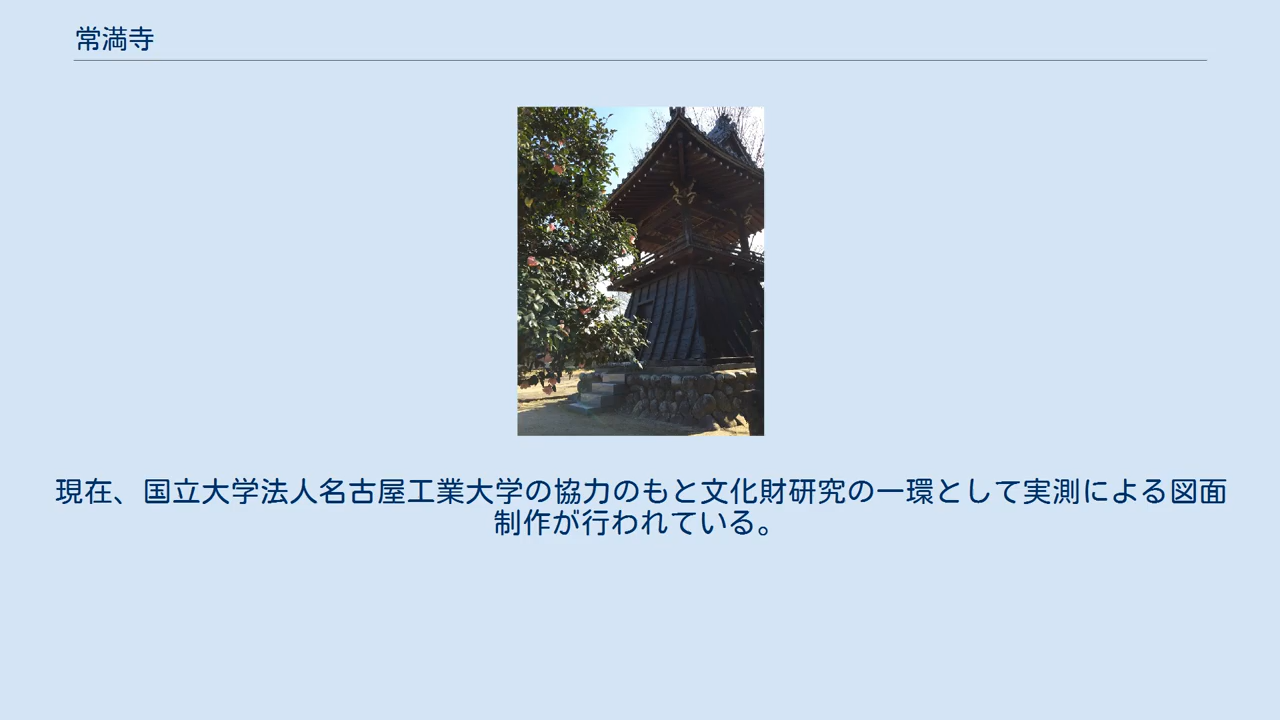 常満寺
現在、国立大学法人名古屋工業大学の協力のもと文化財研究の一環として実測による図面
制作が行われている。